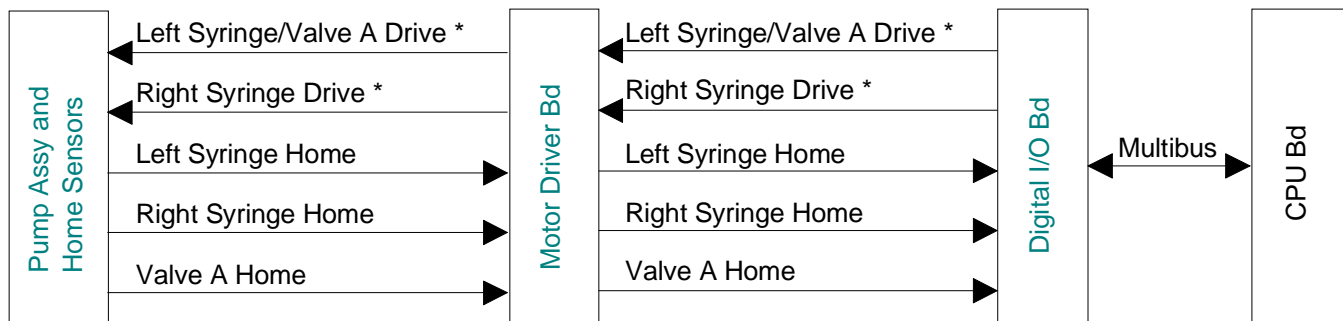 Pump Assy and
Home Sensors
Left Syringe/Valve A Drive *
Right Syringe Drive *
Left Syringe Home
Right Syringe Home
Valve A Home
Motor Driver Bd
Left Syringe/Valve A Drive *
Right Syringe Drive *
Left Syringe Home
Right Syringe Home
Valve A Home
Digital I/O Bd
Multibus
CPU Bd